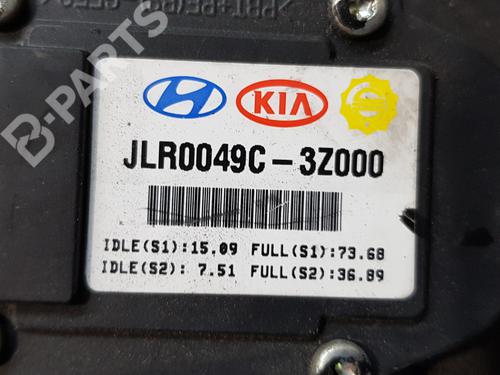 B-PARTS
KIA
JLR0049C-3Z000
IDLE(S1):15.09 FULL(S1):73.68
IDLE(S2): 7.51 FULL(S2):36.89